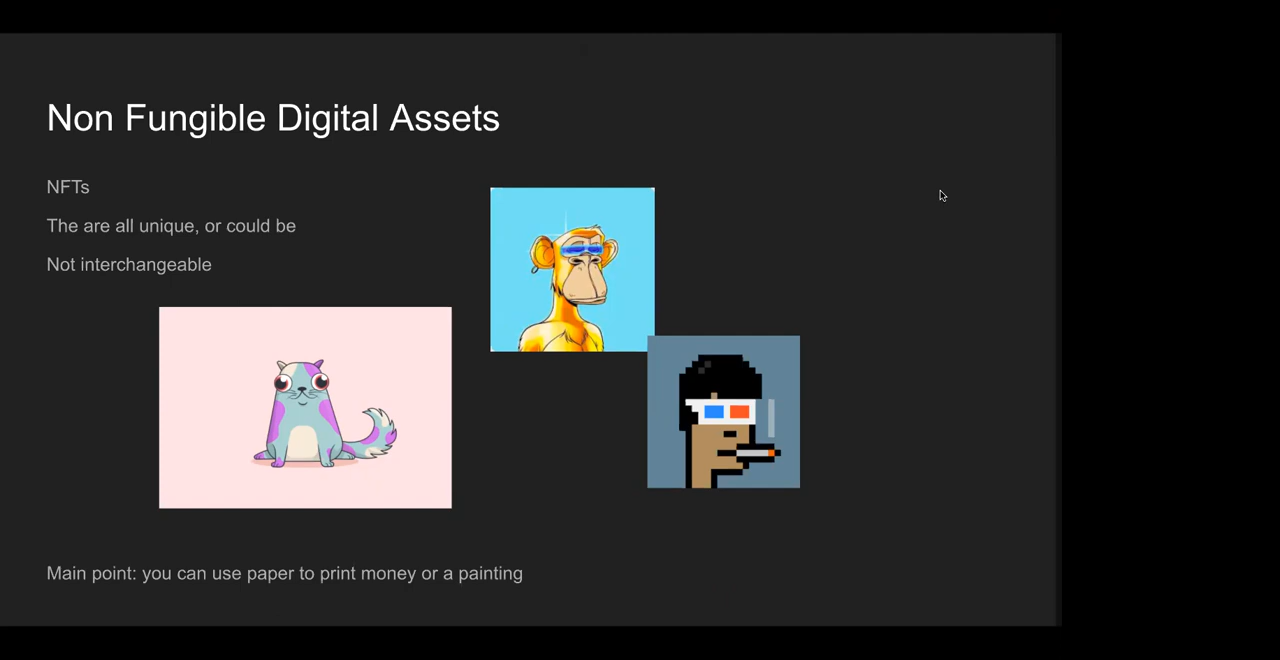 Non Fungible Digital Assets
NFTs
The are all unique, or could be
Not interchangeable
Main point: you can use paper to print money or a painting